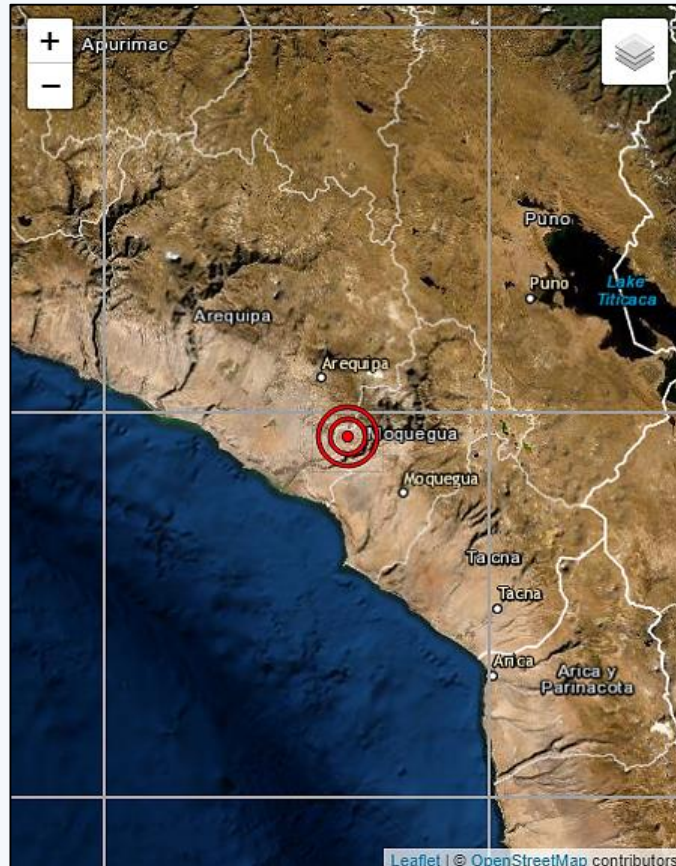 +
Apurimac
−
Puno
Puno
Lake
Titicaca
Arequipa
Arequipa
Moquegua
Moquegua
Tacna
Tacna
Arica
Arica y
Parinacota
Leaflet | © OpenStreetMap contributors